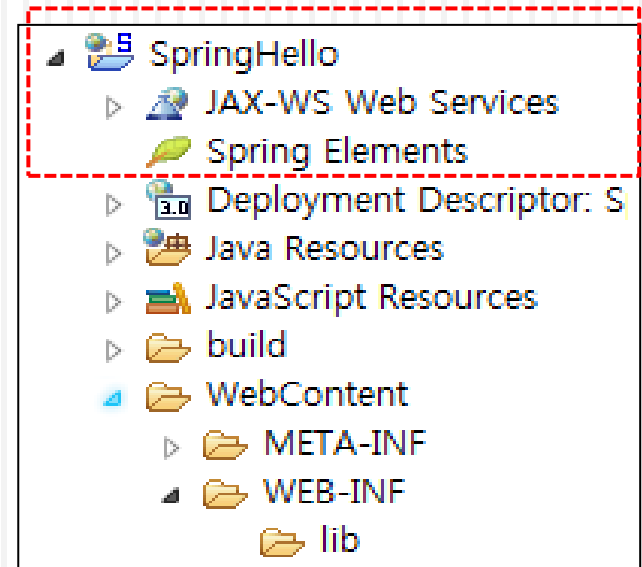 SpringHello
JAX-WS Web Services
Spring Elements
Deployment Descriptor: S
Java Resources
JavaScript Resources
build
WebContent
META-INF
WEB-INF
lib